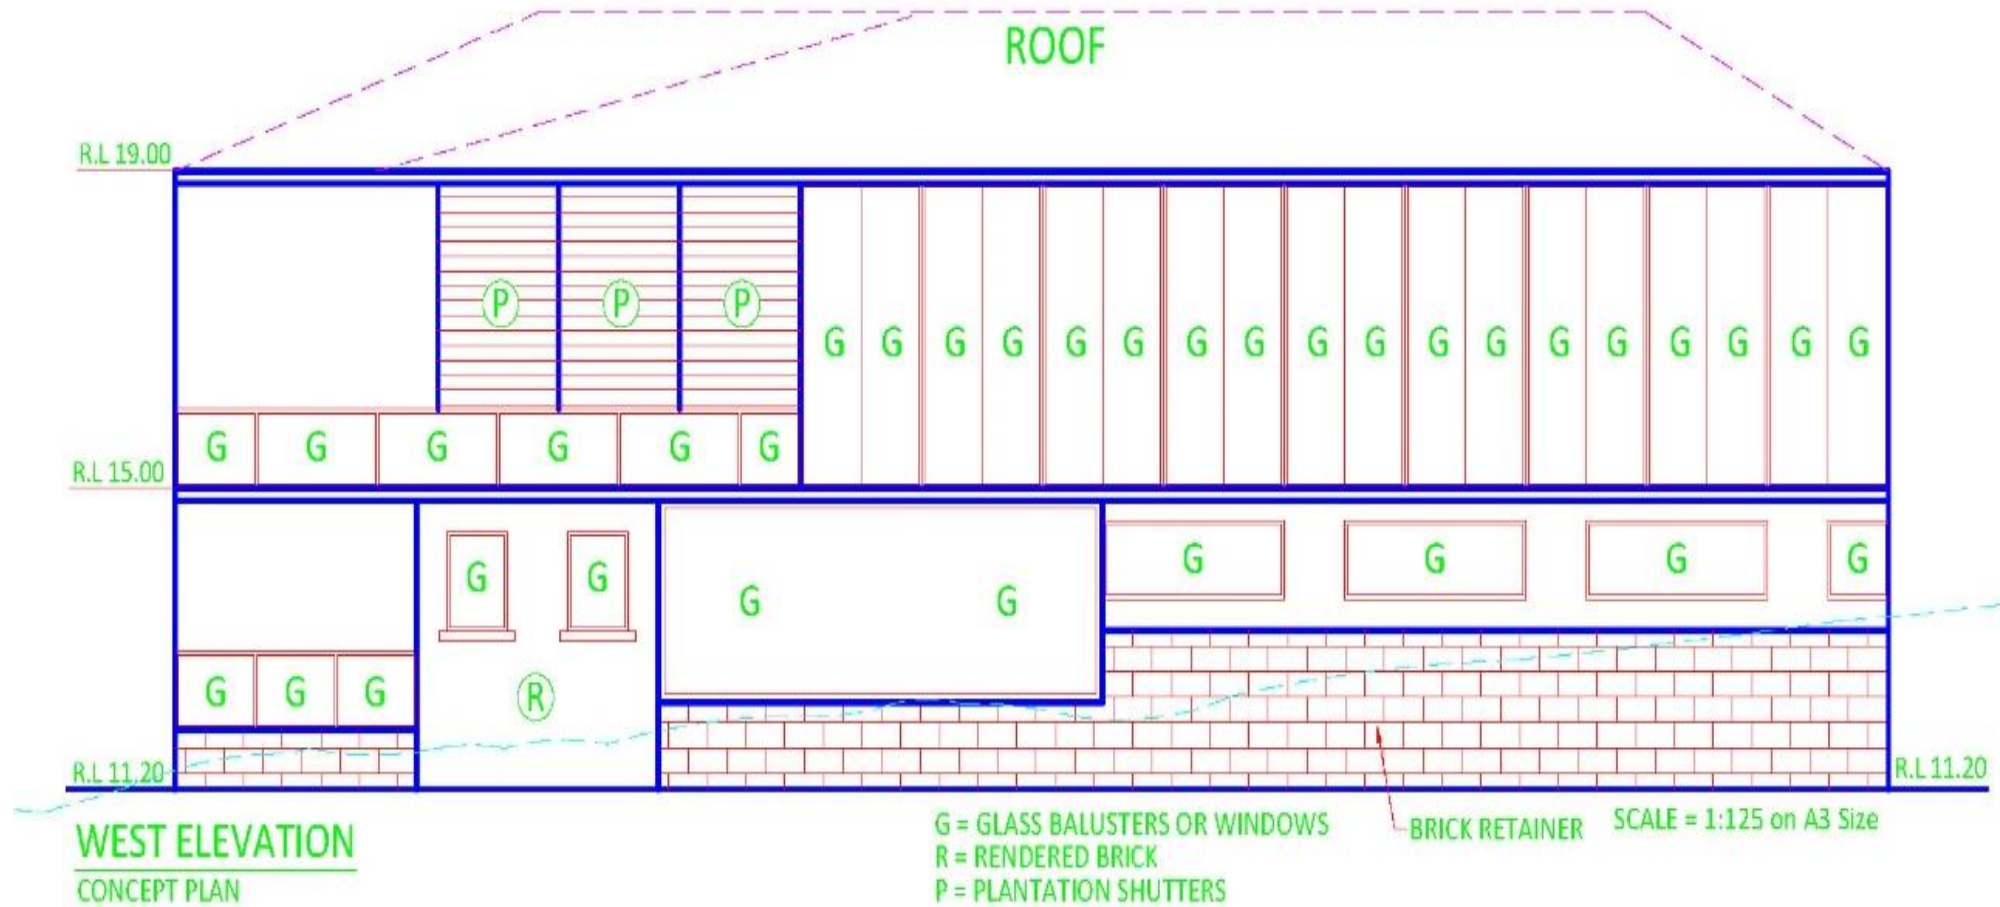 ROOF
R.L 19.00
P P P
G G G G G G G G G G G G G G G G G G
G G G G G G
R.L 15.00
G G G G G G
G G
G G G R
R.L 11.20 R.L 11.20
WEST ELEVATION
CONCEPT PLAN
G = GLASS BALUSTERS OR WINDOWS
R = RENDERED BRICK
P = PLANTATION SHUTTERS
BRICK RETAINER
SCALE = 1:125 on A3 Size